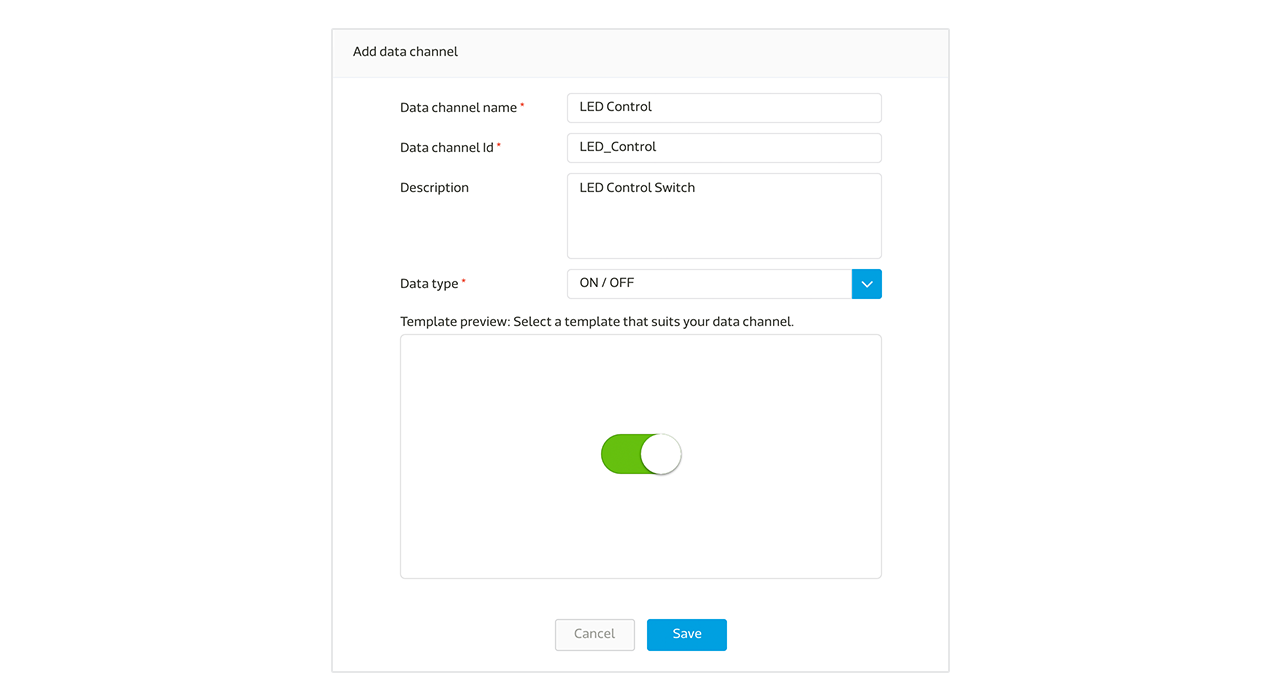 Add data channel
Data channel name * LED Control
Data channel Id * LED_Control
Description LED Control Switch
Data type * ON / OFF
Template preview: Select a template that suits your data channel.
Cancel Save